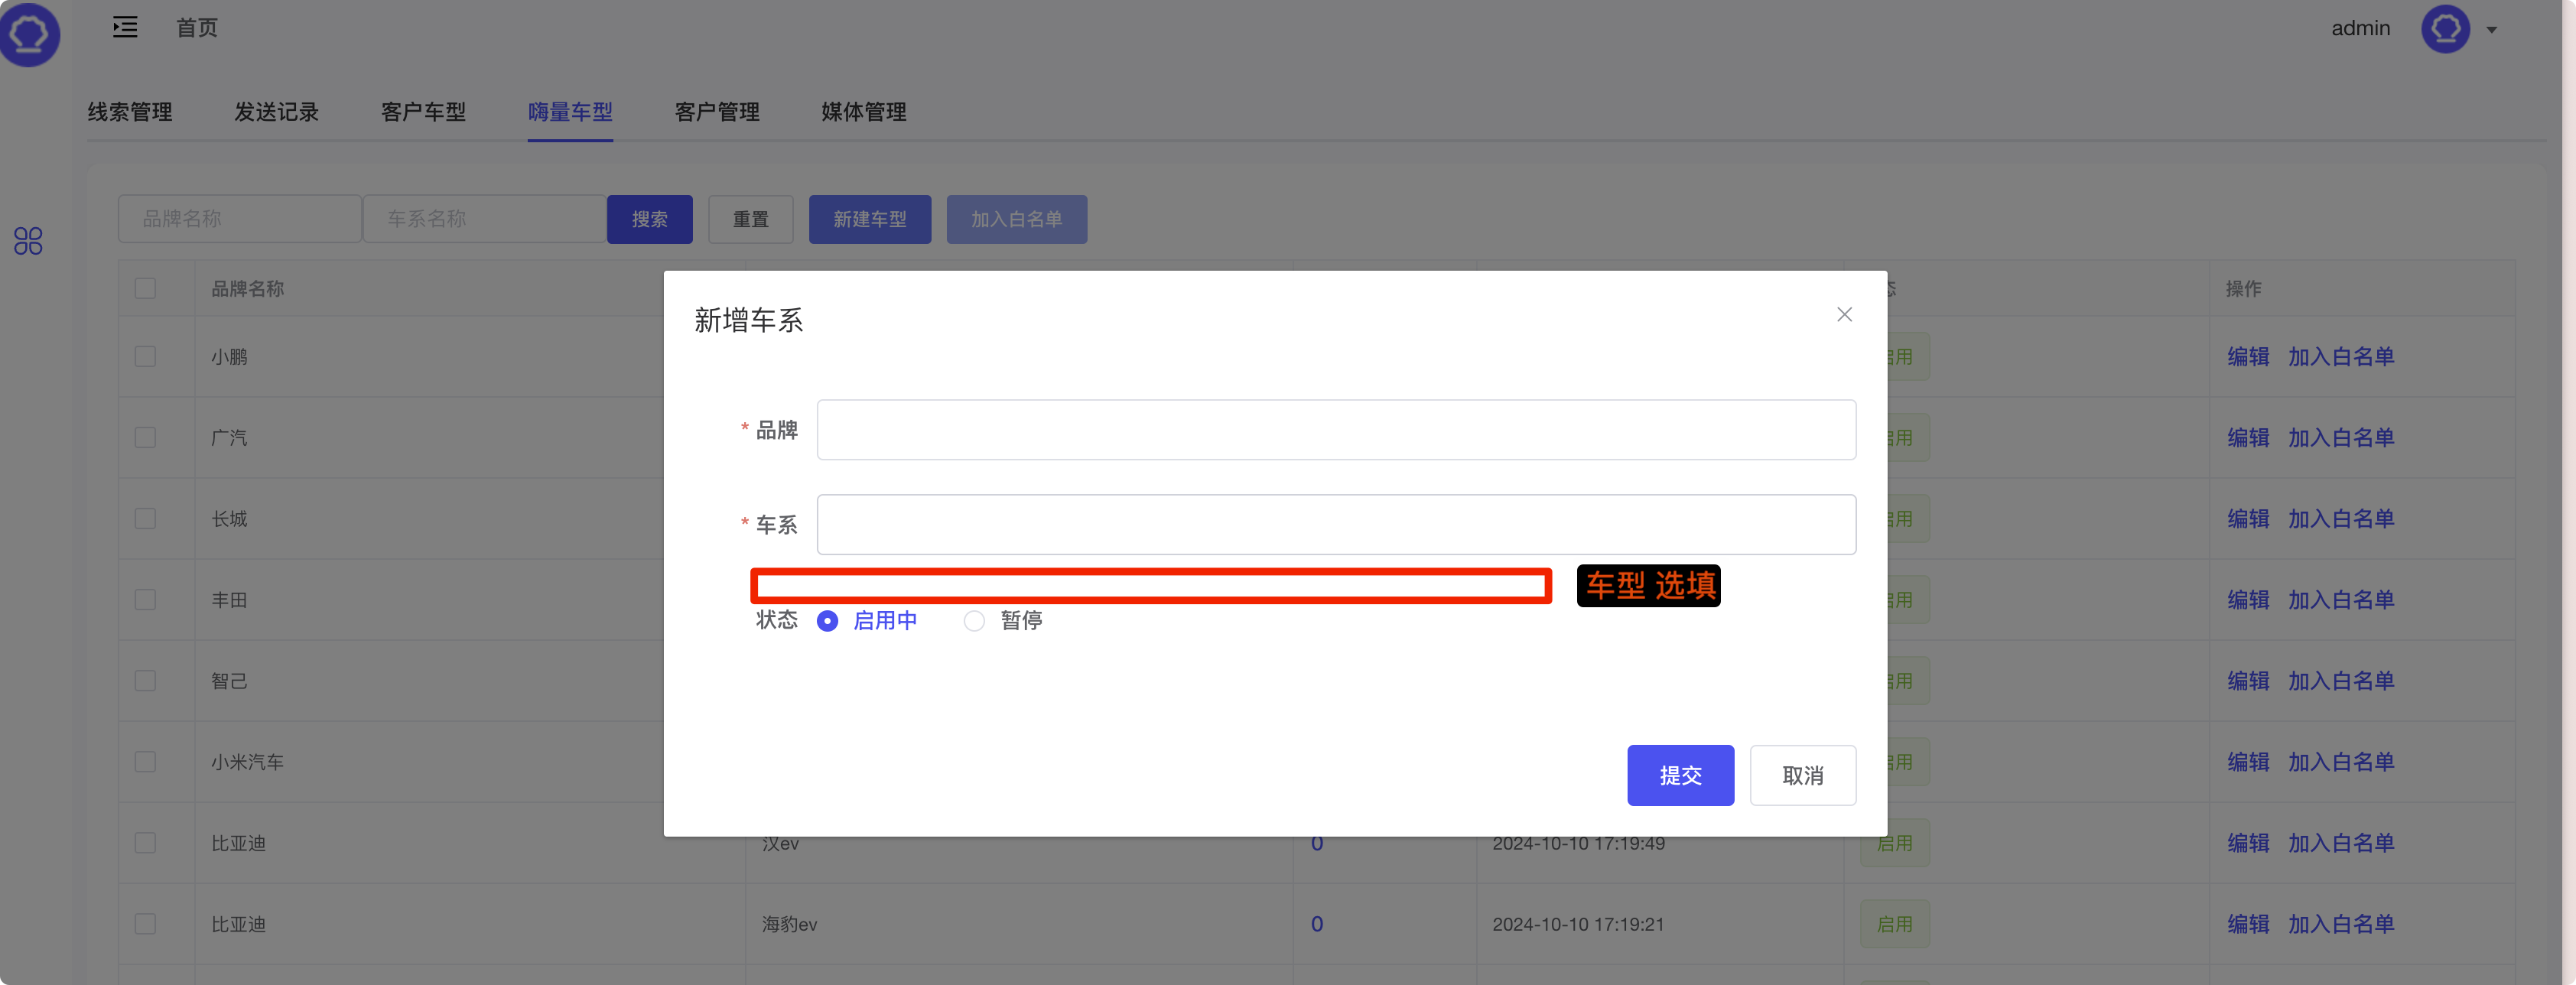 首页
admin
线索管理 发送记录 客户车型 嗨量车型 客户管理 媒体管理
品牌名称 车系名称 搜索 重置 新建车型 加入白名单
品牌名称 态 操作
新增车系
小鹏 启用 编辑 加入白名单
* 品牌
广汽 启用 编辑 加入白名单
长城 启用 编辑 加入白名单
* 车系
车型 选填
丰田 启用 编辑 加入白名单
状态 启用中 暂停
智己 启用 编辑 加入白名单
小米汽车 启用 编辑 加入白名单
提交 取消
比亚迪 汉ev 0 2024-10-10 17:19:49 启用 编辑 加入白名单
比亚迪 海豹ev 0 2024-10-10 17:19:21 启用 编辑 加入白名单